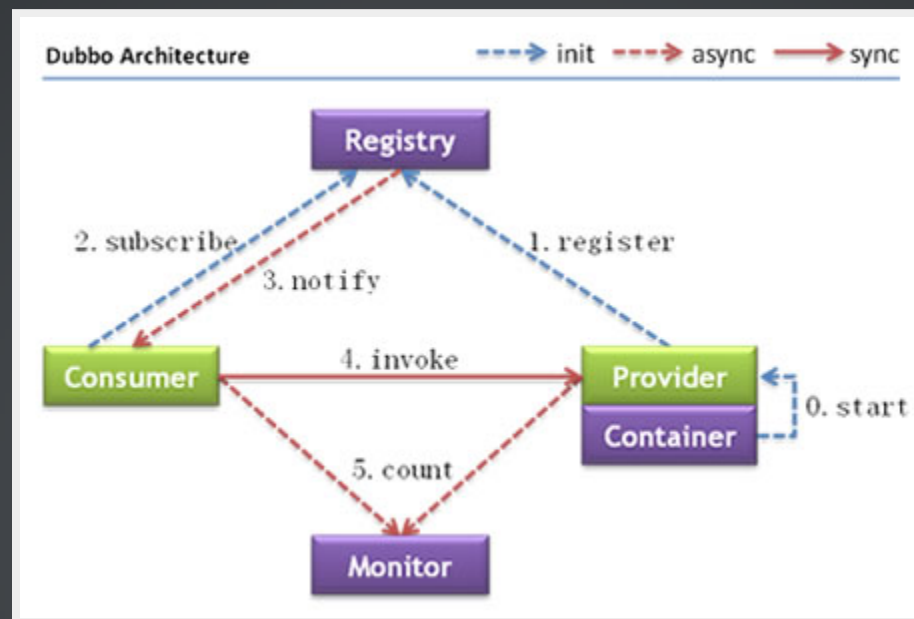 Dubbo Architecture
init
async
sync
Registry
2. subscribe
1. register
3. notify
4. invoke
Consumer
Provider
0. start
Container
5. count
Monitor